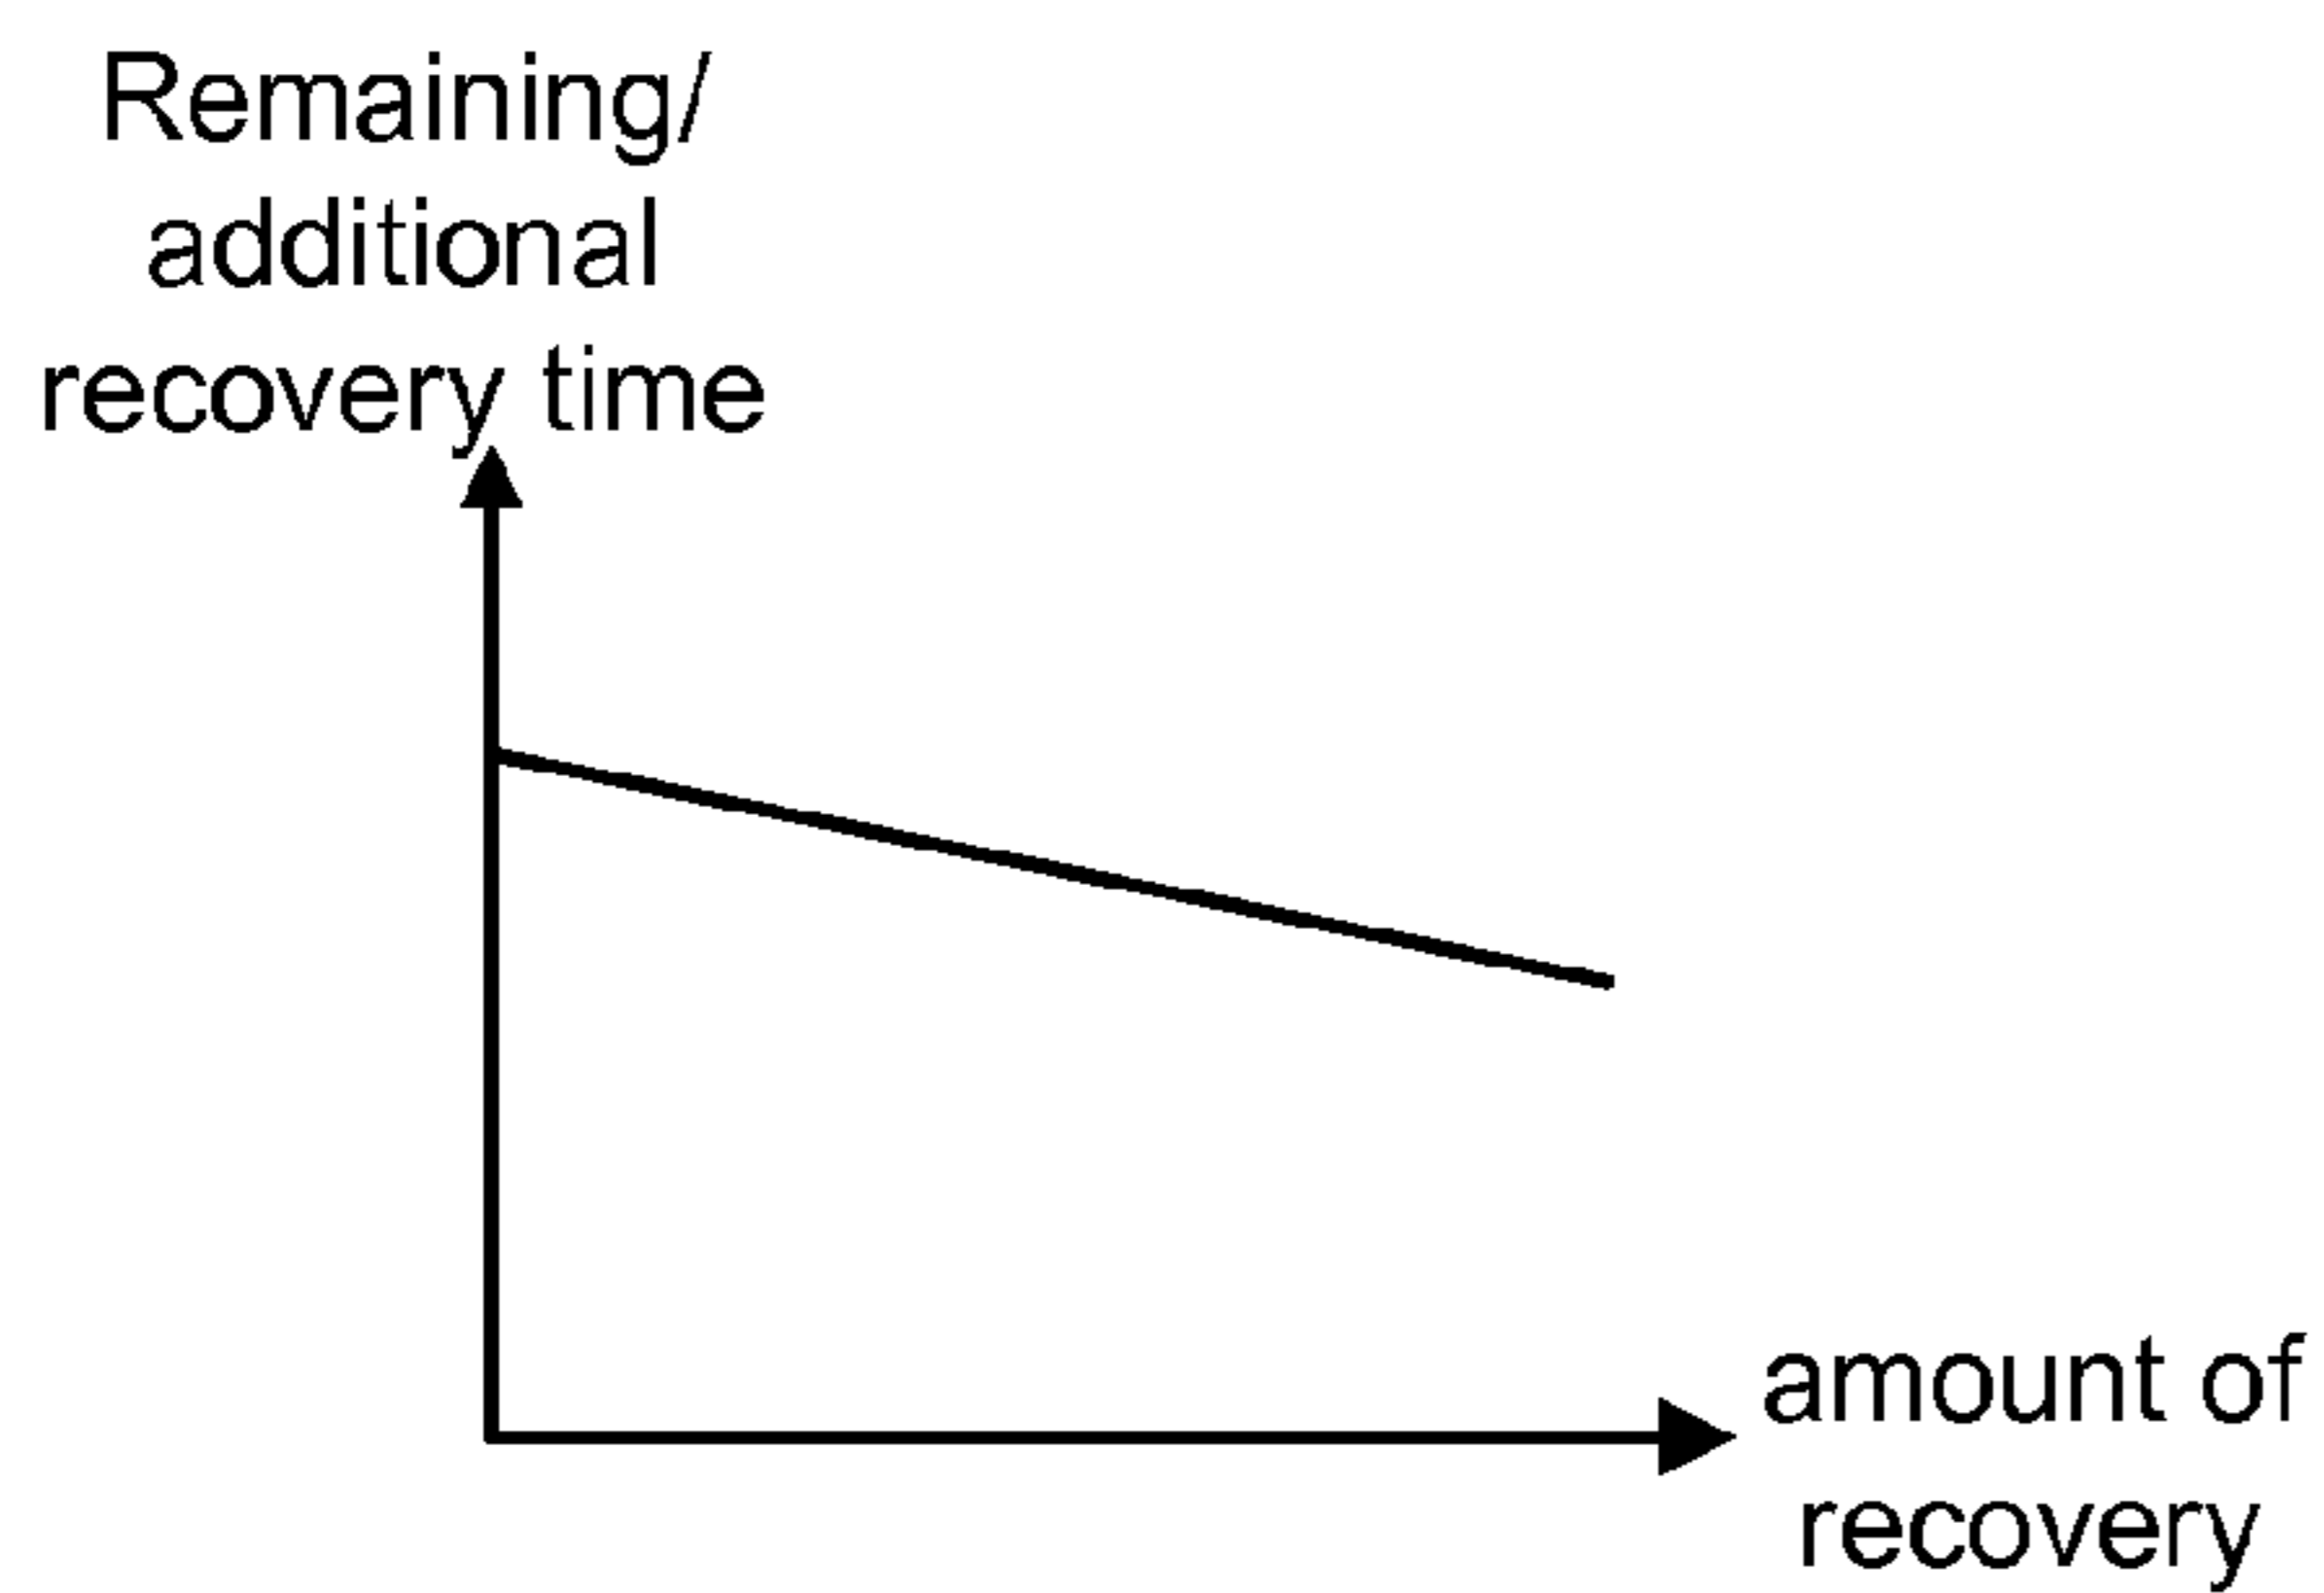 Remaining/
additional
recovery time
amount of
recovery